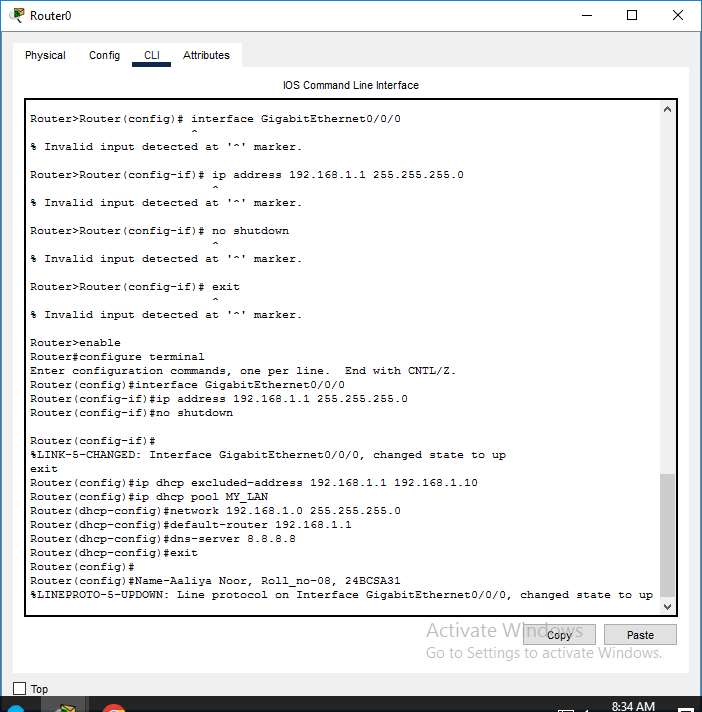 Router0
Physical Config CLI Attributes
IOS Command Line Interface
Router>Router(config)# interface GigabitEthernet0/0/0
^
% Invalid input detected at '^' marker.
Router>Router(config-if)# ip address 192.168.1.1 255.255.255.0
^
% Invalid input detected at '^' marker.
Router>Router(config-if)# no shutdown
^
% Invalid input detected at '^' marker.
Router>Router(config-if)# exit
^
% Invalid input detected at '^' marker.
Router>enable
Router#configure terminal
Enter configuration commands, one per line.  End with CNTL/Z.
Router(config)#interface GigabitEthernet0/0/0
Router(config-if)#ip address 192.168.1.1 255.255.255.0
Router(config-if)#no shutdown
Router(config-if)#
%LINK-5-CHANGED: Interface GigabitEthernet0/0/0, changed state to up
exit
Router(config)#ip dhcp excluded-address 192.168.1.1 192.168.1.10
Router(config)#ip dhcp pool MY_LAN
Router(dhcp-config)#network 192.168.1.0 255.255.255.0
Router(dhcp-config)#default-router 192.168.1.1
Router(dhcp-config)#dns-server 8.8.8.8
Router(dhcp-config)#exit
Router(config)#
Router(config)#Name-Aaliya Noor, Roll_no-08, 24BCSA31
%LINEPROTO-5-UPDOWN: Line protocol on Interface GigabitEthernet0/0/0, changed state to up
Activate Windows
Copy Paste
Go to Settings to activate Windows.
Top
8:34 AM